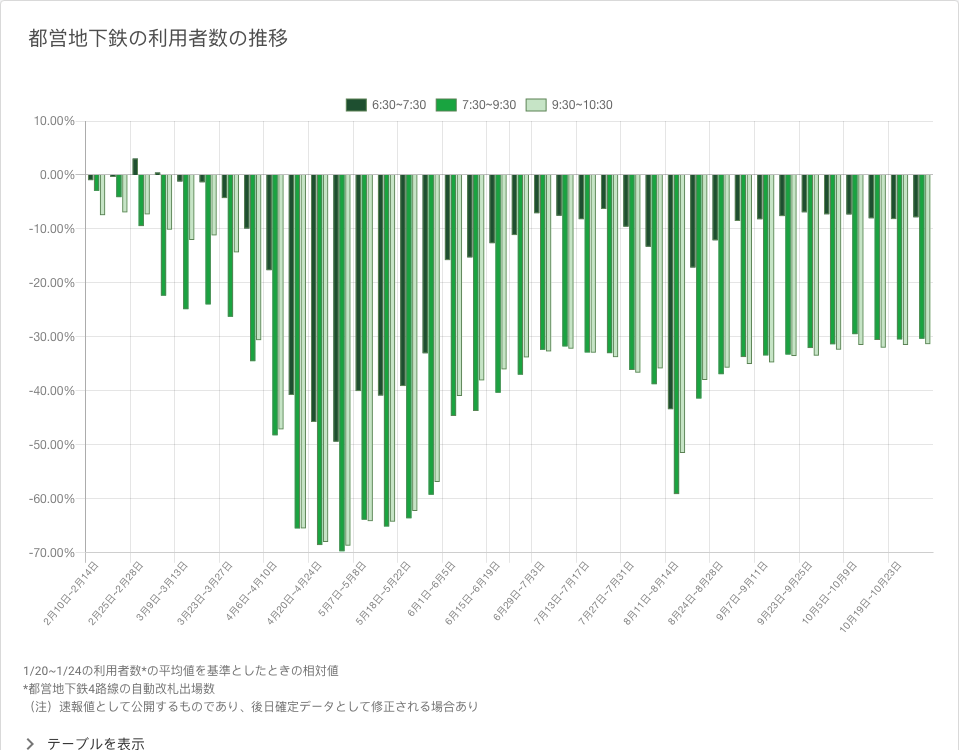 都営地下鉄の利用者数の推移
6:30~7:30 7:30~9:30 9:30~10:30
10.00%
0.00%
-10.00%
-20.00%
-30.00%
-40.00%
-50.00%
-60.00%
-70.00%
2月10日~2月14日
2月25日~2月28日
3月9日~3月13日
3月23日~3月27日
4月6日~4月10日
4月20日~4月24日
5月7日~5月8日
5月18日~5月22日
6月1日~6月5日
6月15日~6月19日
6月29日~7月3日
7月13日~7月17日
7月27日~7月31日
8月11日~8月14日
8月24日~8月28日
9月7日~9月11日
9月23日~9月25日
10月5日~10月9日
10月19日~10月23日
1/20~1/24の利用者数*の平均値を基準としたときの相対値
*都営地下鉄4路線の自動改札出場数
（注）速報値として公開するものであり、後日確定データとして修正される場合あり
テーブルを表示